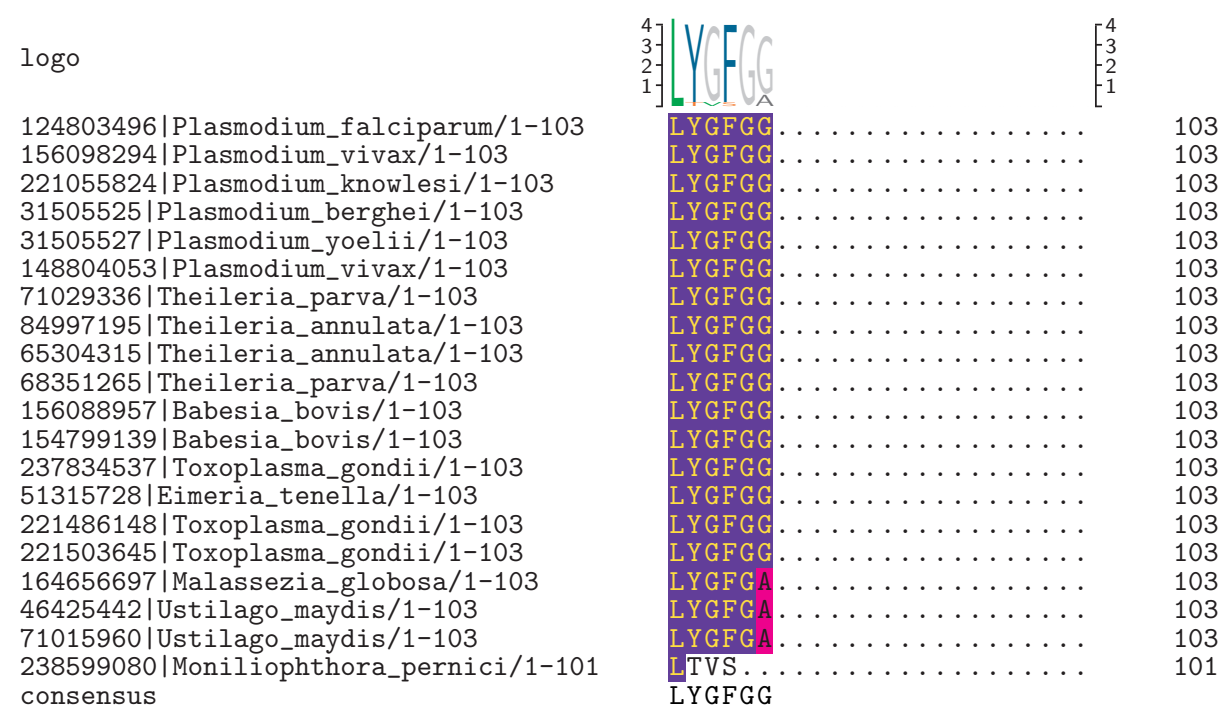 logo
4 4
3 3
2 2
1 1
LYGFGG
TVS A
124803496|Plasmodium_falciparum/1-103 LYGFGG.................. 103
156098294|Plasmodium_vivax/1-103 LYGFGG.................. 103
221055824|Plasmodium_knowlesi/1-103 LYGFGG.................. 103
31505525|Plasmodium_berghei/1-103 LYGFGG.................. 103
31505527|Plasmodium_yoelii/1-103 LYGFGG.................. 103
148804053|Plasmodium_vivax/1-103 LYGFGG.................. 103
71029336|Theileria_parva/1-103 LYGFGG.................. 103
84997195|Theileria_annulata/1-103 LYGFGG.................. 103
65304315|Theileria_annulata/1-103 LYGFGG.................. 103
68351265|Theileria_parva/1-103 LYGFGG.................. 103
156088957|Babesia_bovis/1-103 LYGFGG.................. 103
154799139|Babesia_bovis/1-103 LYGFGG.................. 103
237834537|Toxoplasma_gondii/1-103 LYGFGG.................. 103
51315728|Eimeria_tenella/1-103 LYGFGG.................. 103
221486148|Toxoplasma_gondii/1-103 LYGFGG.................. 103
221503645|Toxoplasma_gondii/1-103 LYGFGG.................. 103
164656697|Malassezia_globosa/1-103 LYGFGA.................. 103
46425442|Ustilago_maydis/1-103 LYGFGA.................. 103
71015960|Ustilago_maydis/1-103 LYGFGA.................. 103
238599080|Moniliophthora_pernici/1-101 LTVS.................... 101
consensus LYGFGG